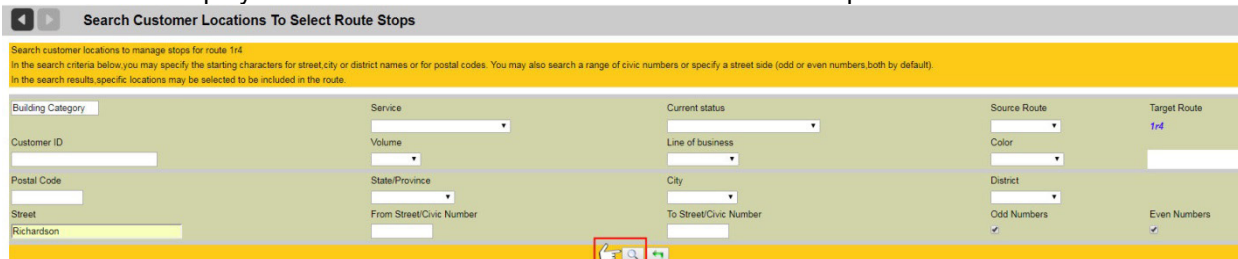 Search Customer Locations To Select Route Stops
Search customer locations to manage stops for route 1r4
In the search criteria below,you may specify the starting characters for street,city or district names or for postal codes. You may also search a range of civic numbers or specify a street side (odd or even numbers,both by default).
In the search results,specific locations may be selected to be included in the route.
Building Category Service Current status Source Route Target Route
1r4
Customer ID Volume Line of business Color
Postal Code State/Province City District
Street From Street/Civic Number To Street/Civic Number Odd Numbers Even Numbers
Richardson